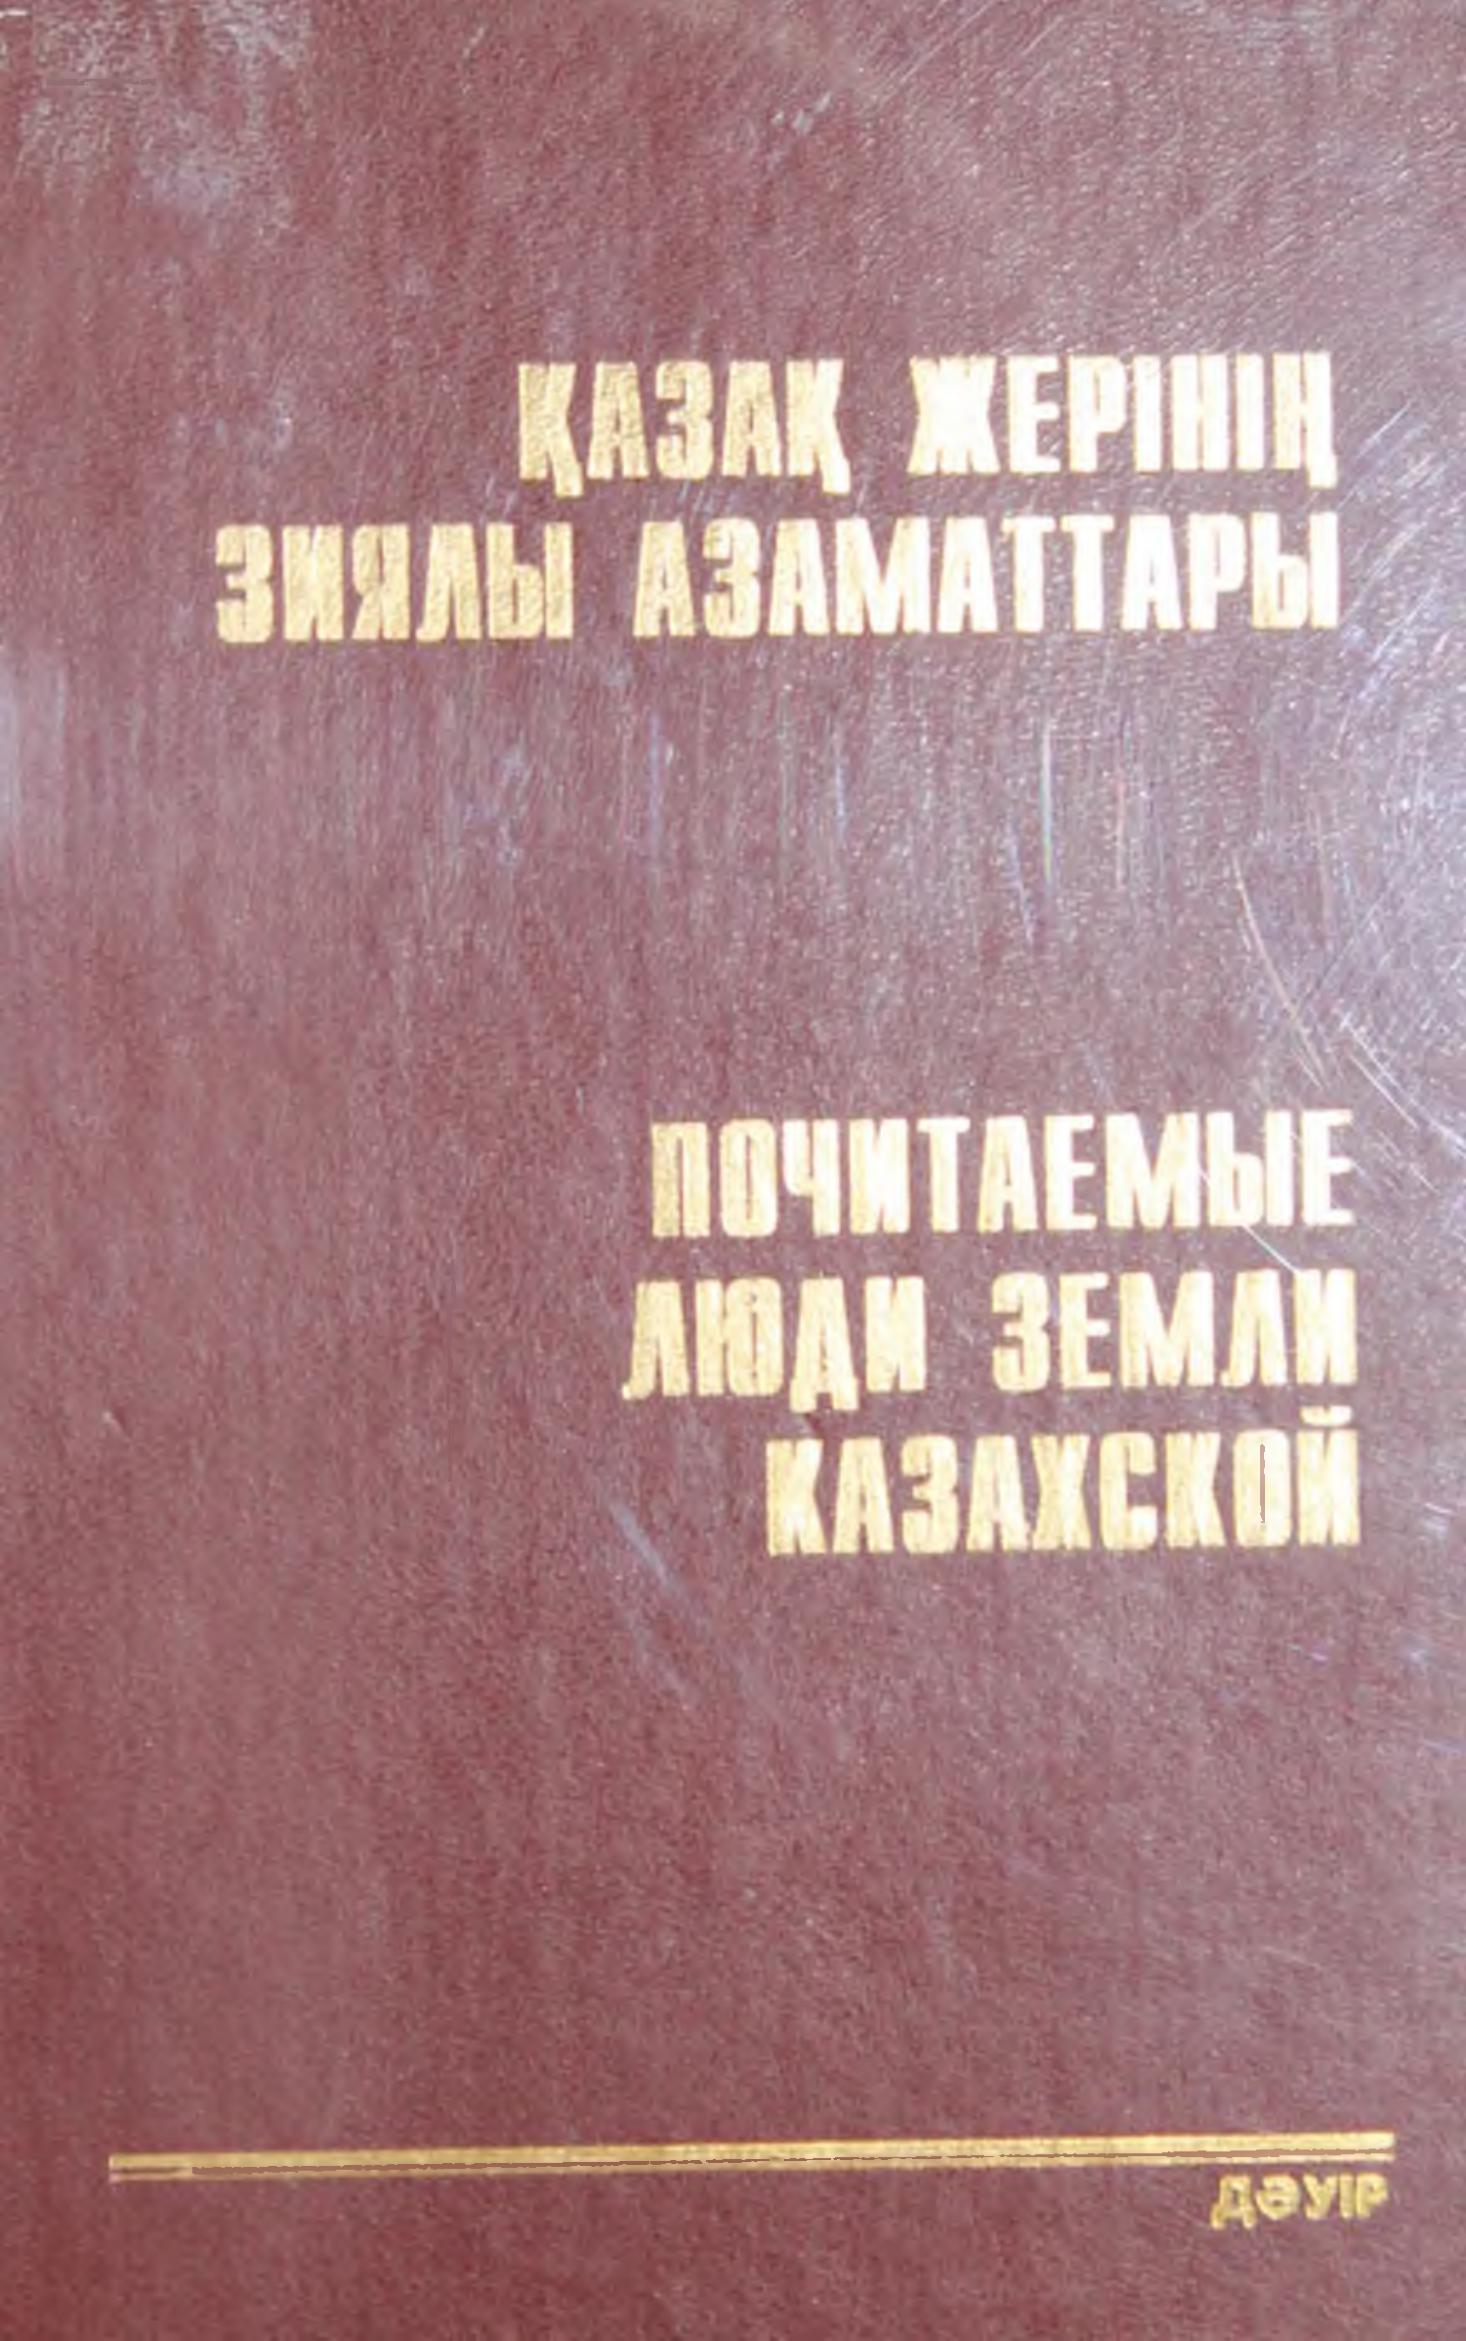 ҚАЗАҚ ЖЕРІНІҢ
ЗИЯЛЫ АЗАМАТТАРЫ
ПОЧИТАЕМЫЕ
ЛЮДИ ЗЕМЛИ
КАЗАХСКОЙ
ДӘУІР